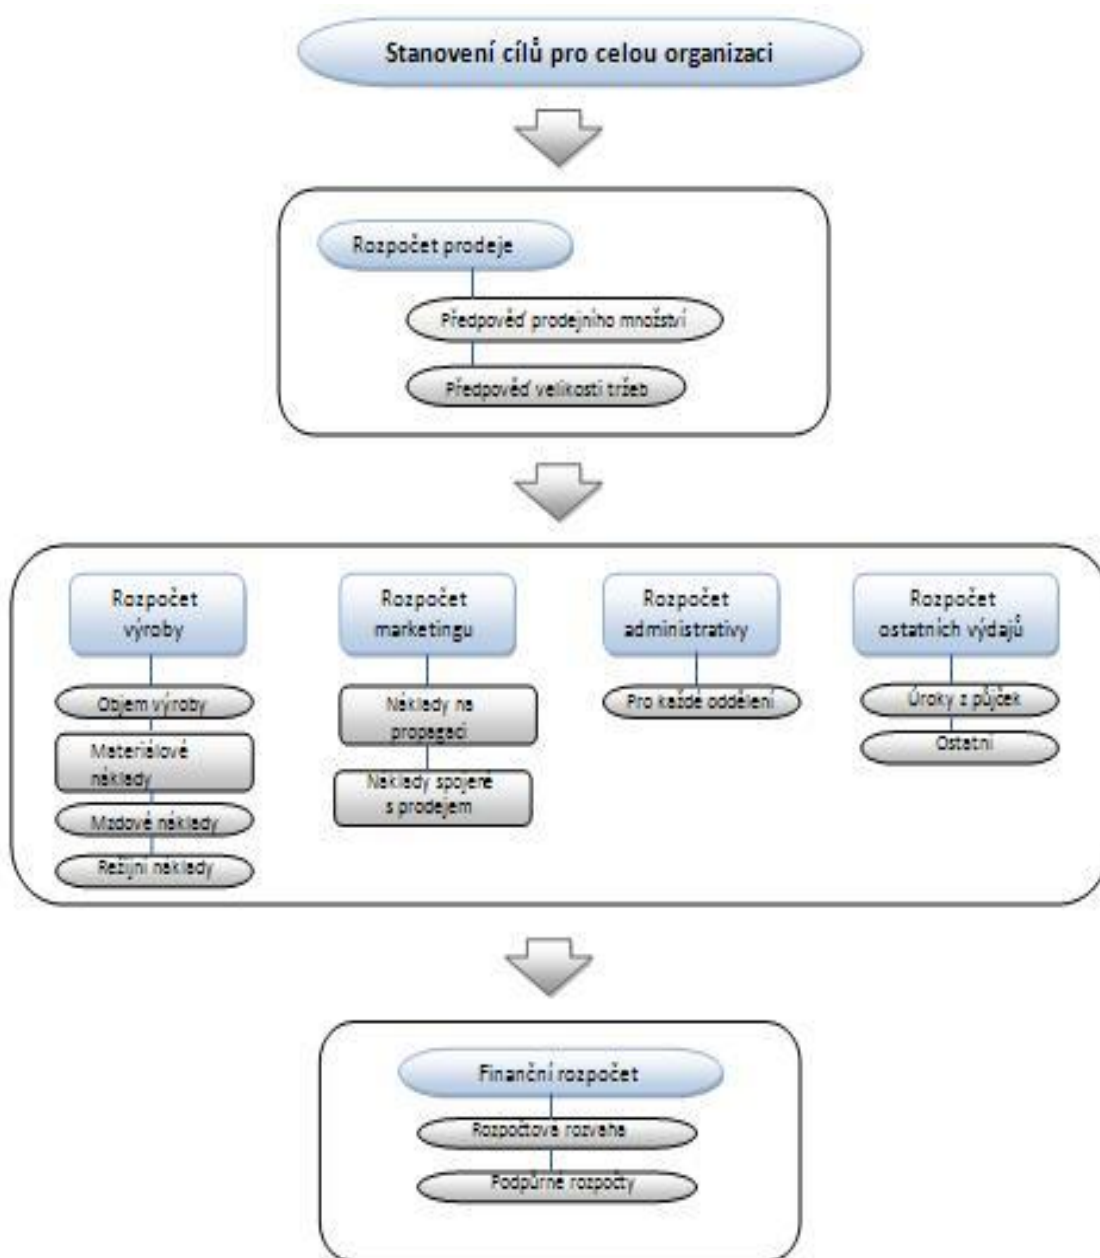 Stanovení cílů pro celou organizaci
Rozpočet prodeje
Předpověď prodejního množství
Předpověď velikosti tržeb
Rozpočet
výroby
Objem výroby
Materiálové
náklady
Mzdové náklady
Režijní náklady
Rozpočet
marketingu
Náklady na
propagaci
Náklady spojené
s prodejem
Rozpočet
administrativy
Pro každé oddělení
Rozpočet
ostatních výdajů
Úroky z půjček
Ostatní
Finanční rozpočet
Rozpočtová rozvaha
Podpůrné rozpočty